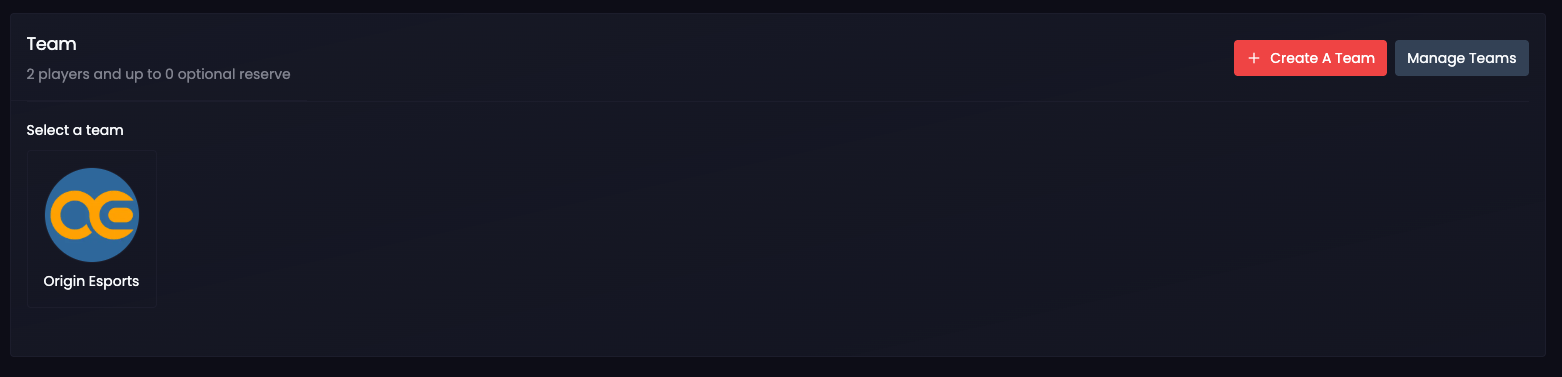 Team
2 players and up to 0 optional reserve
Create A Team
Manage Teams
Select a team
Origin Esports